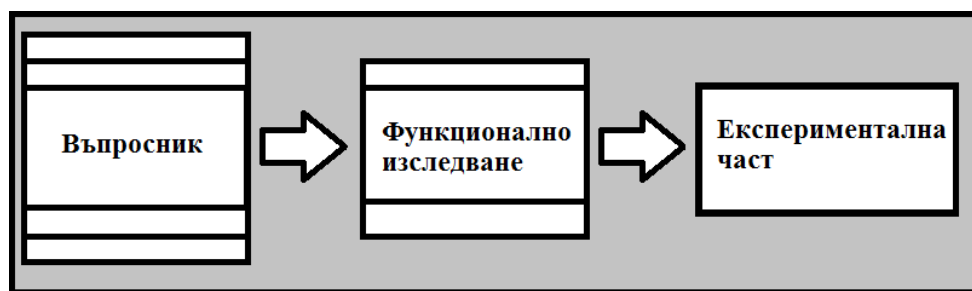 Въпросник
Функционално
изследване
Експериментална
част